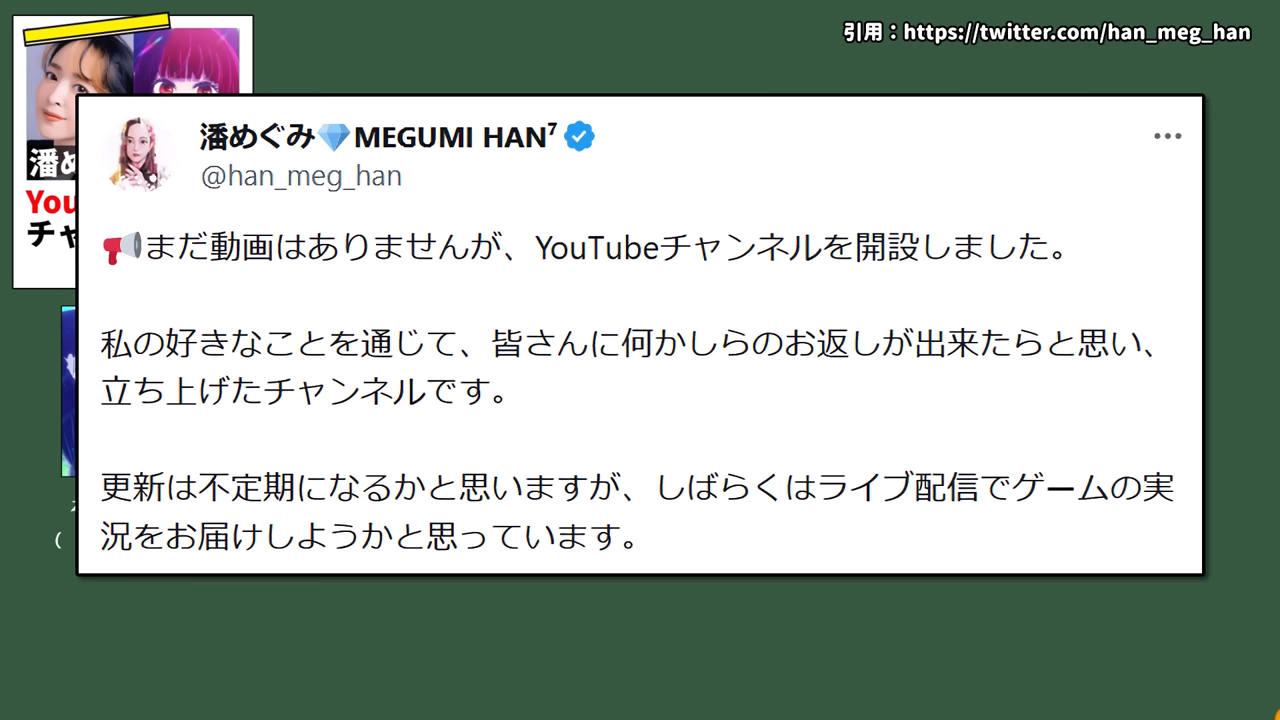 引用：https://twitter.com/han_meg_han
潘め
You
チャ
潘めぐみ💎MEGUMI HAN⁷
@han_meg_han
📢まだ動画はありませんが、YouTubeチャンネルを開設しました。
私の好きなことを通じて、皆さんに何かしらのお返しが出来たらと思い、
立ち上げたチャンネルです。
更新は不定期になるかと思いますが、しばらくはライブ配信でゲームの実
況をお届けしようかと思っています。
（